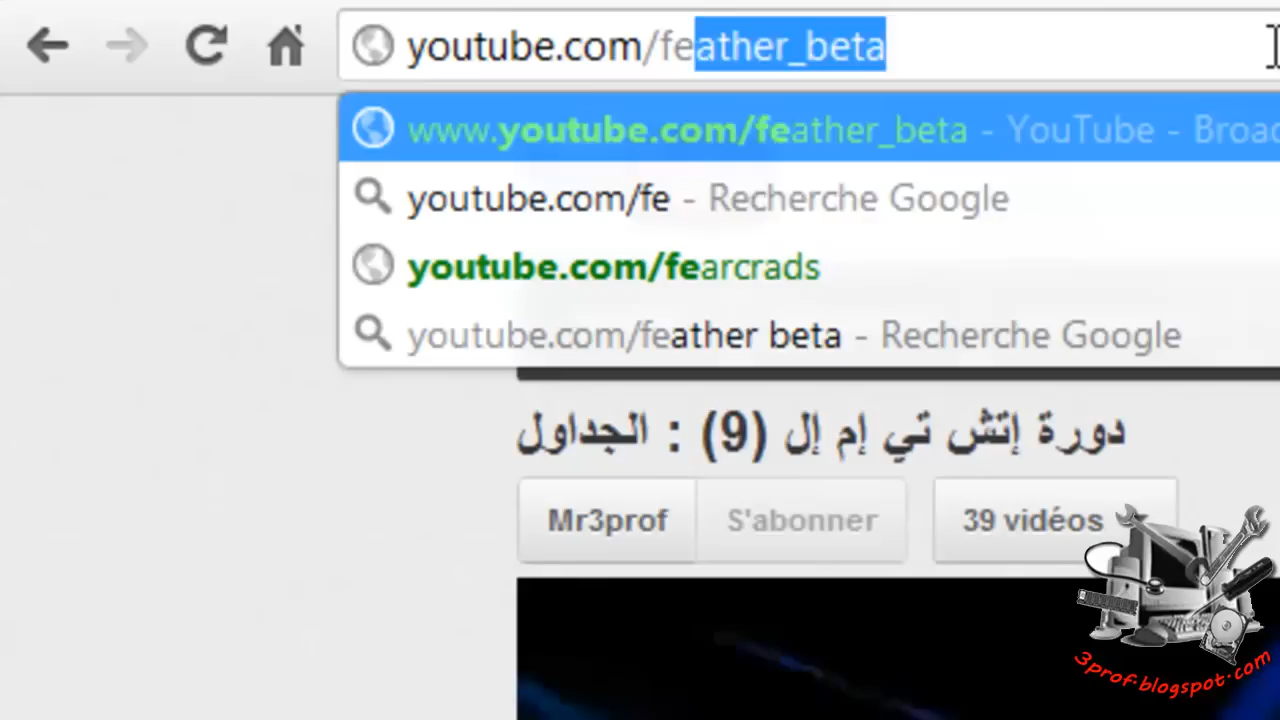 youtube.com/feather_beta
www.youtube.com/feather_beta - YouTube - Broad
youtube.com/fe - Recherche Google
youtube.com/fearcrads
youtube.com/feather beta - Recherche Google
دورة إتش تي إم إل (9) : الجداول
Mr3prof S'abonner 39 vidéos
3prof.blogspot.com